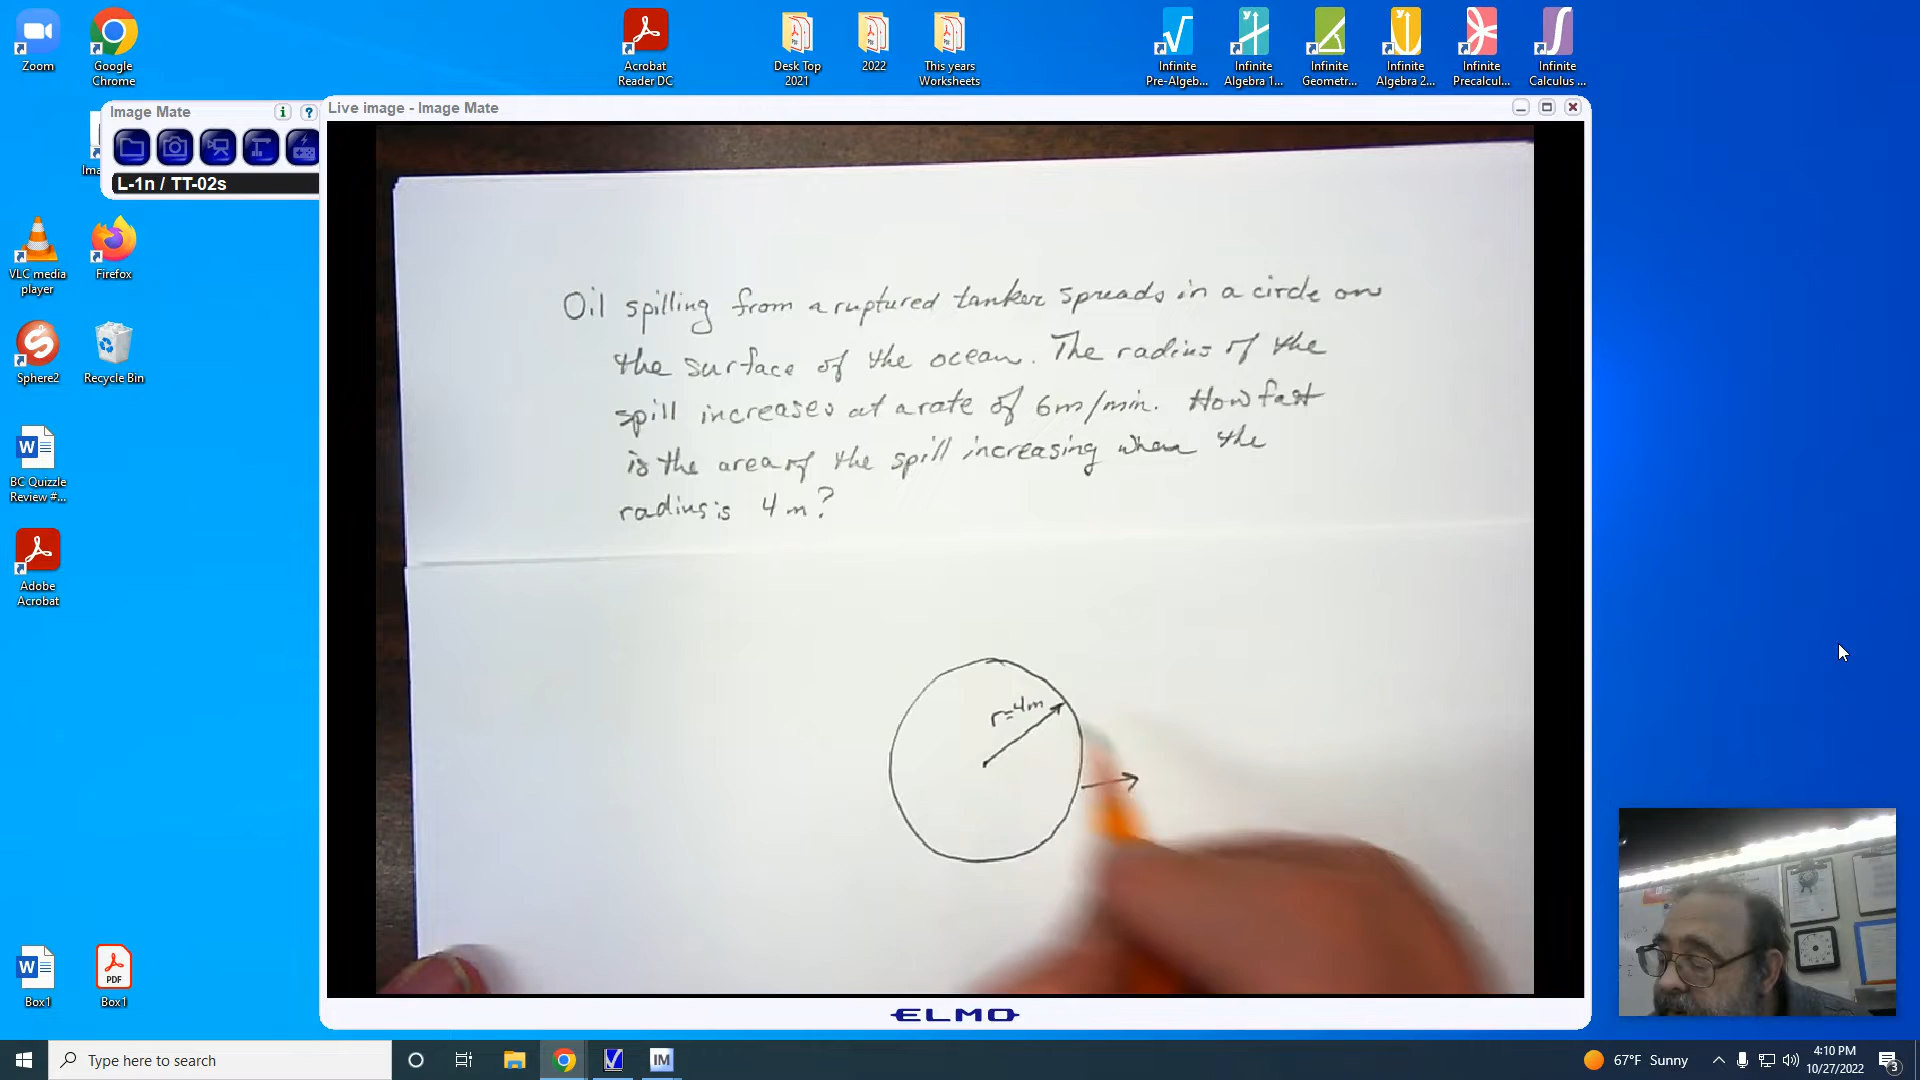 Zoom
Google Chrome
Acrobat Reader DC
Desk Top 2021
2022
This years Worksheets
Infinite Pre-Algeb...
Infinite Algebra 1...
Infinite Geometr...
Infinite Algebra 2...
Infinite Precalcul...
Infinite Calculus ...
Image Mate
Live image - Image Mate
L-1n / TT-02s
Ima
VLC media player
Firefox
Sphere2
Recycle Bin
BC Quizzle Review #...
Adobe Acrobat
Box1
PDF
Box1
Oil spilling from a ruptured tanker spreads in a circle on
the surface of the ocean. The radius of the
spill increases at a rate of 6m/min. How fast
is the area of the spill increasing when the
radius is 4 m?
r=4m
ELMO
Type here to search
IM
67°F Sunny
4:10 PM
10/27/2022
3